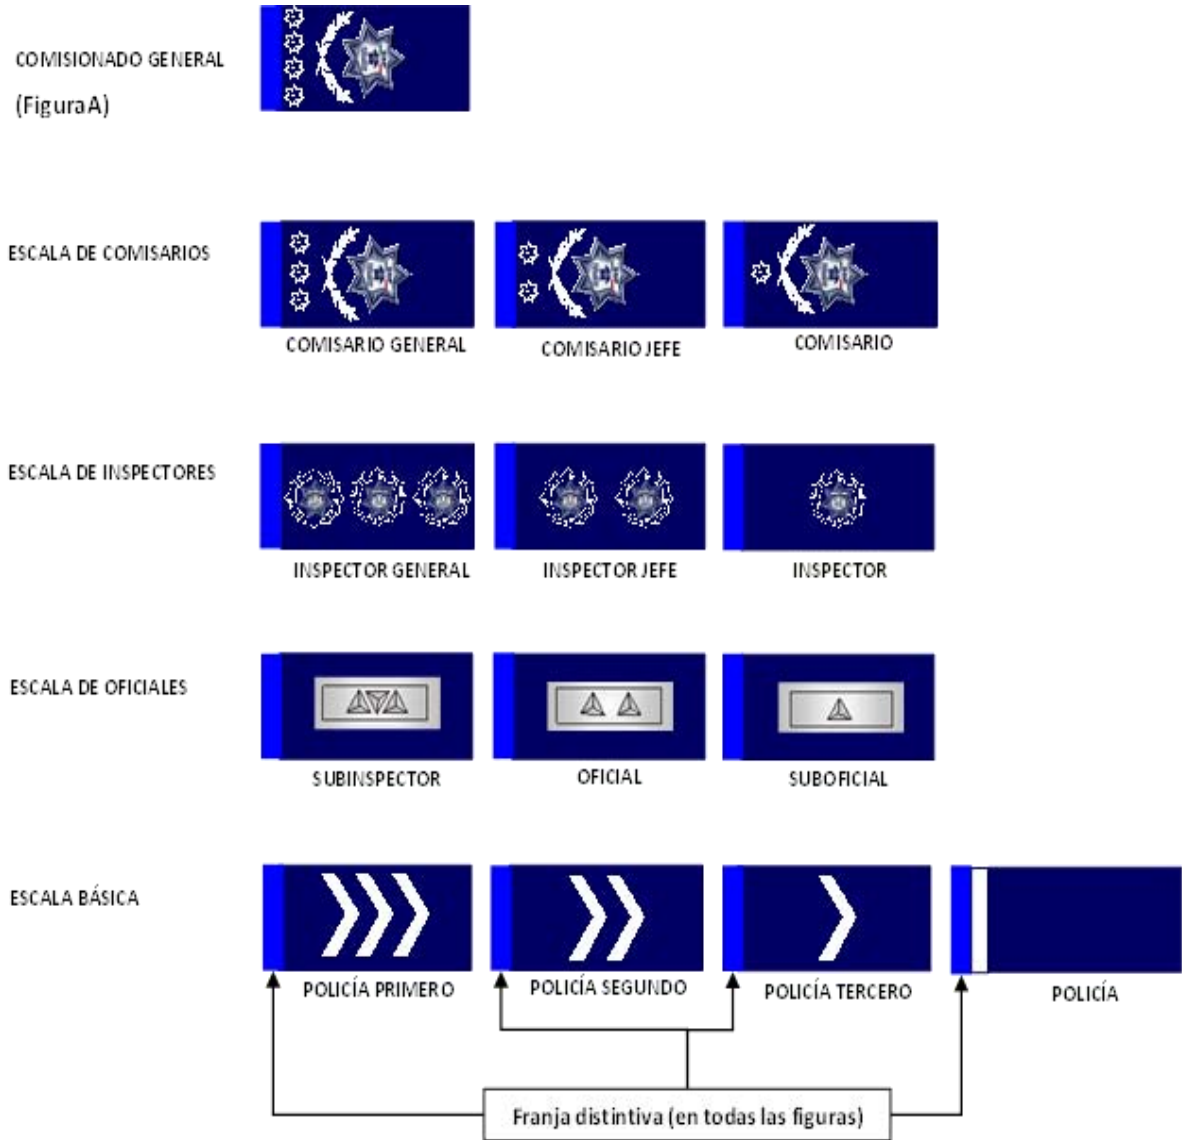 COMISIONADO GENERAL
(Figura A)
ESCALA DE COMISARIOS
COMISARIO GENERAL
COMISARIO JEFE
COMISARIO
ESCALA DE INSPECTORES
INSPECTOR GENERAL
INSPECTOR JEFE
INSPECTOR
ESCALA DE OFICIALES
SUBINSPECTOR
OFICIAL
SUBOFICIAL
ESCALA BÁSICA
POLICÍA PRIMERO
POLICÍA SEGUNDO
POLICÍA TERCERO
POLICÍA
Franja distintiva (en todas las figuras)